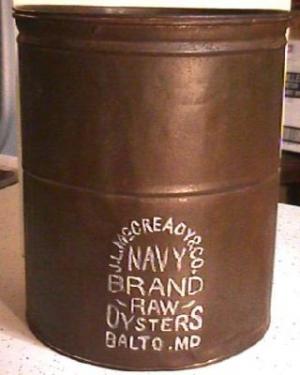 J.L.McCREADY & CO.
NAVY
BRAND
~RAW~
OYSTERS
BALTO.MD